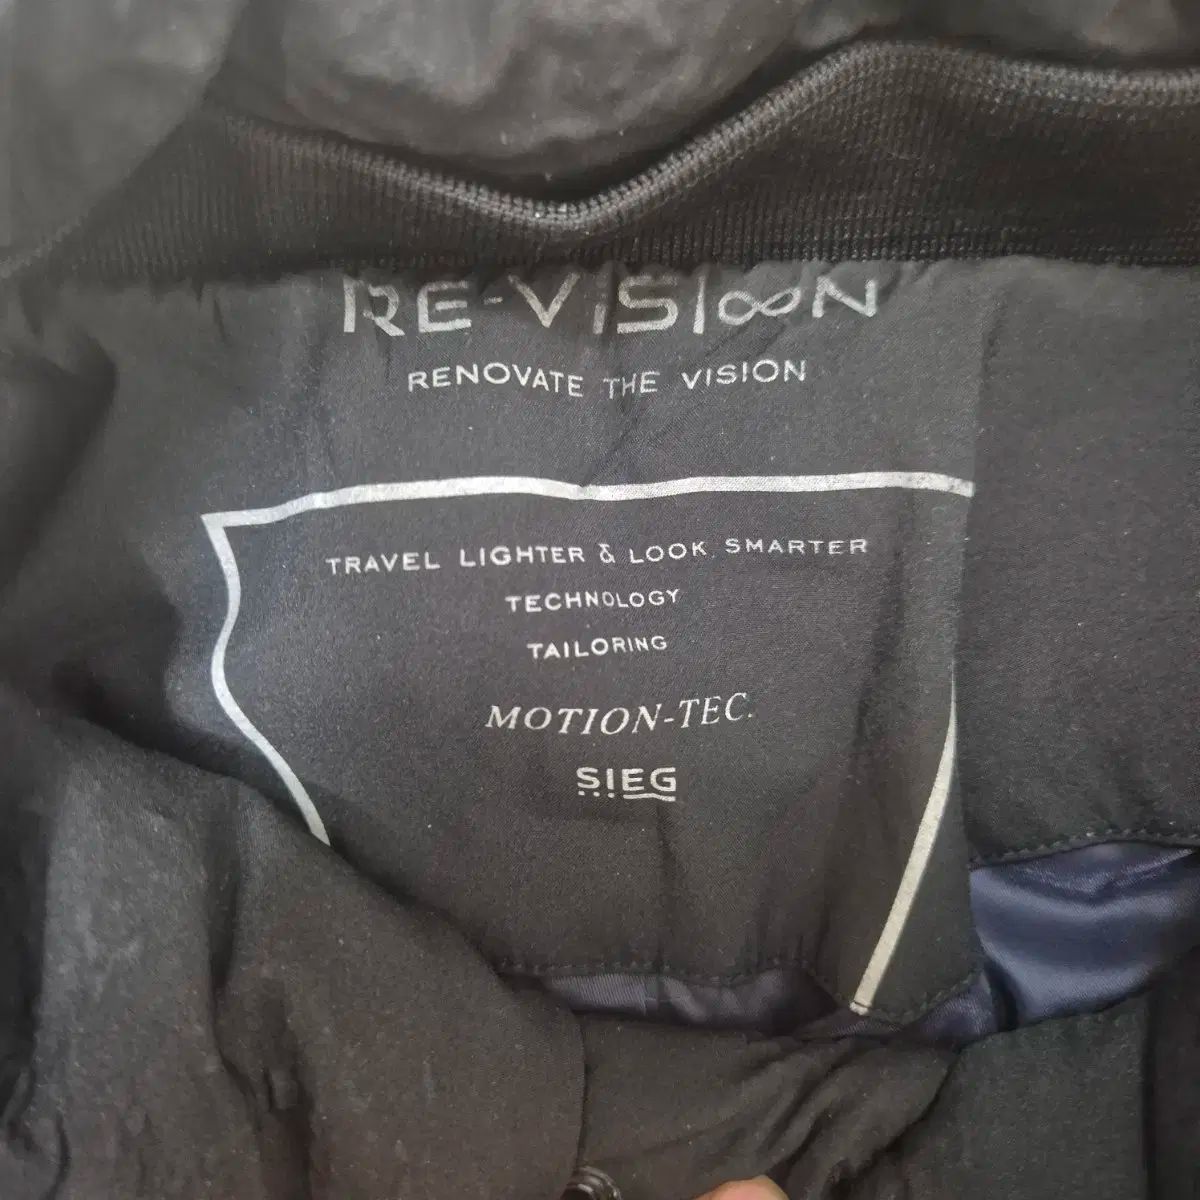 RE-ViSI∞N
RENOVATE THE VISION
TRAVEL LIGHTER & LOOK SMARTER
TECHNOLOGY
TAILORING
MOTION-TEC.
SIEG